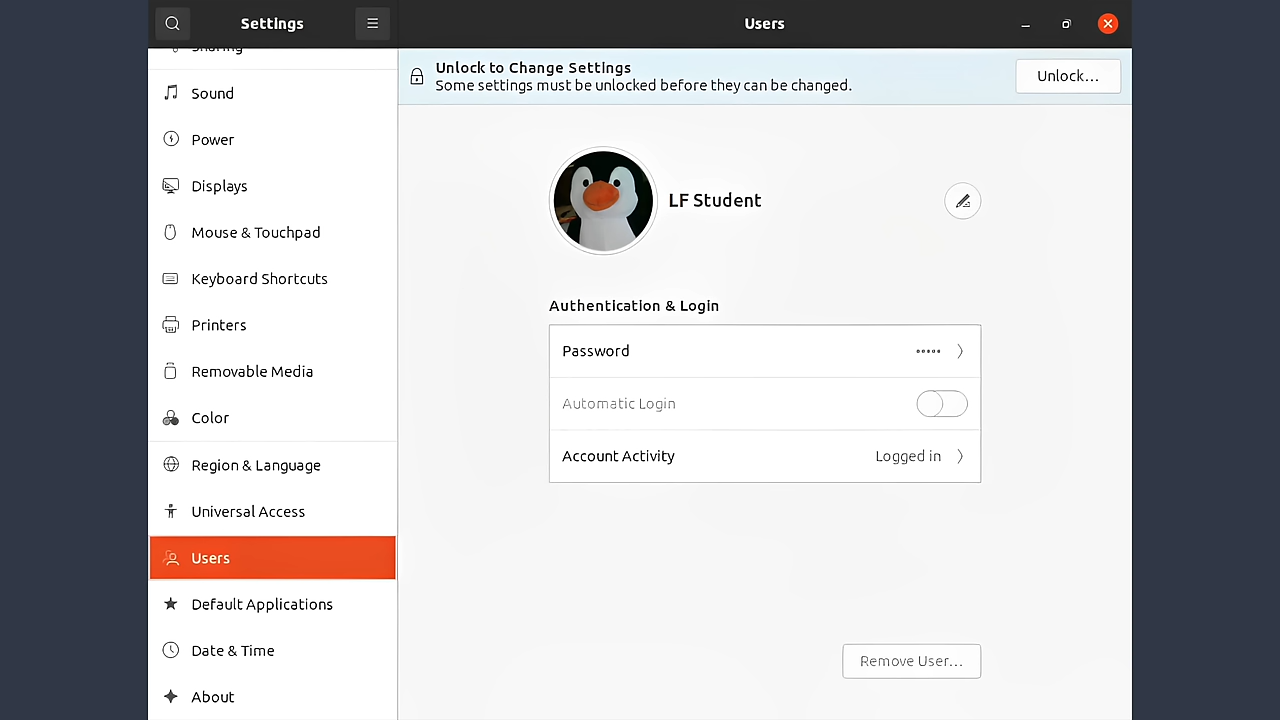 Settings
Users
Sharing
Sound
Power
Displays
Mouse & Touchpad
Keyboard Shortcuts
Printers
Removable Media
Color
Region & Language
Universal Access
Users
Default Applications
Date & Time
About
Unlock to Change Settings
Some settings must be unlocked before they can be changed.
Unlock...
LF Student
Authentication & Login
Password
Automatic Login
Account Activity Logged in
Remove User...